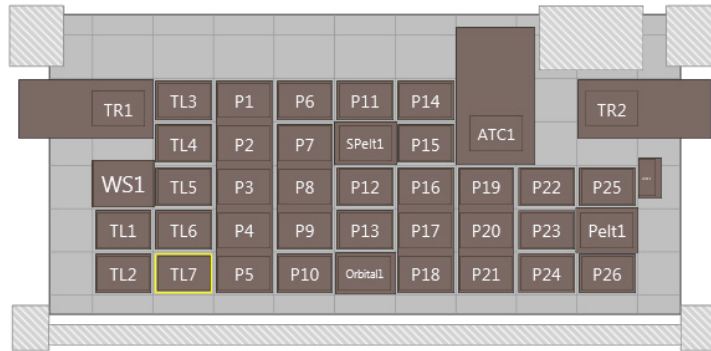 TR1 TL3 P1 P6 P11 P14 TR2
TL4 P2 P7 SPelt1 P15 ATC1
WS1 TL5 P3 P8 P12 P16 P19 P22 P25
TL1 TL6 P4 P9 P13 P17 P20 P23 Pelt1
TL2 TL7 P5 P10 Orbital1 P18 P21 P24 P26